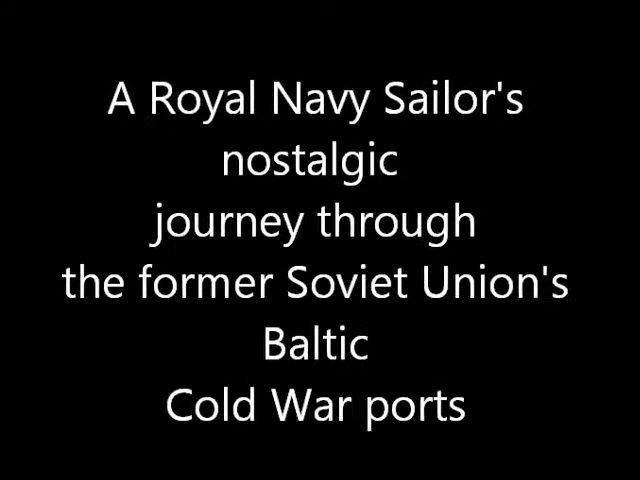 A Royal Navy Sailor's
nostalgic
journey through
the former Soviet Union's
Baltic
Cold War ports